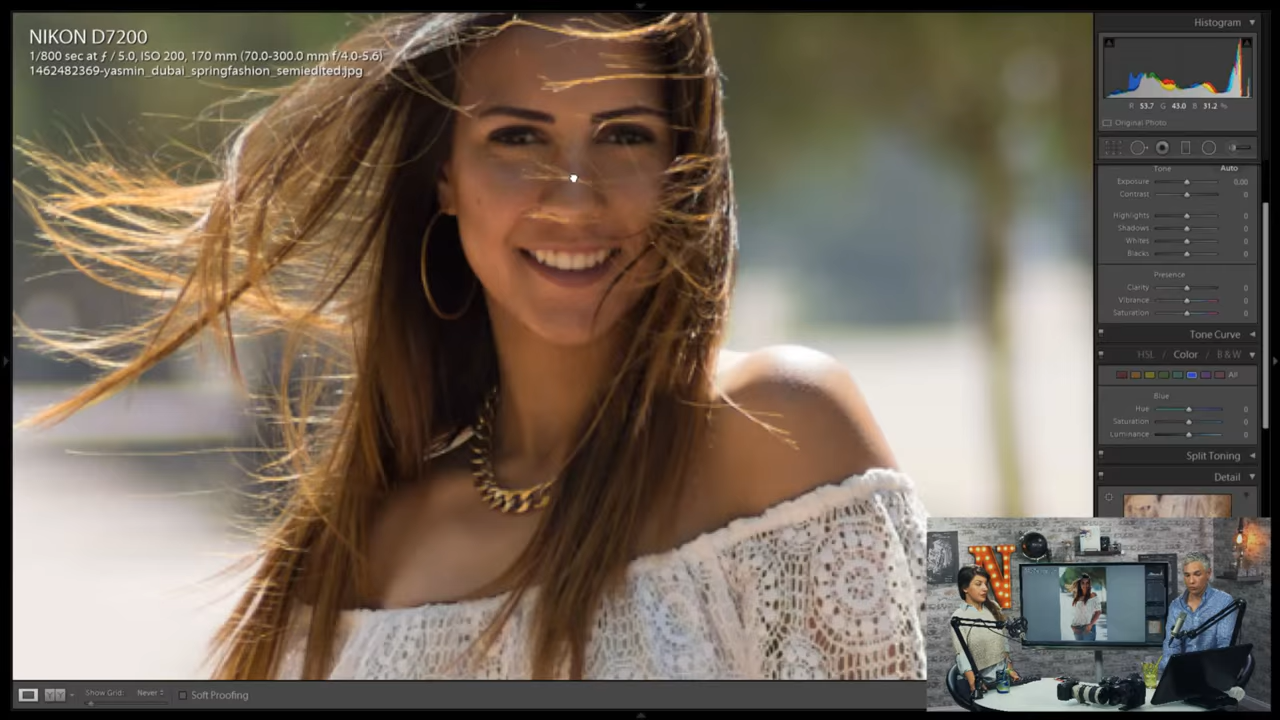 NIKON D7200
1/800 sec at ƒ / 5.0, ISO 200, 170 mm (70.0-300.0 mm f/4.0-5.6)
1462482369-yasmin_dubai_springfashion_semiedited.jpg
Histogram
R 53.7 G 43.0 B 31.2 %
Original Photo
Tone Auto
Exposure 0.00
Contrast 0
Highlights 0
Shadows 0
Whites 0
Blacks 0
Presence
Clarity 0
Vibrance 0
Saturation 0
Tone Curve
HSL / Color / B & W
All
Blue
Hue 0
Saturation 0
Luminance 0
Split Toning
Detail
N
Show Grid: Never
Soft Proofing